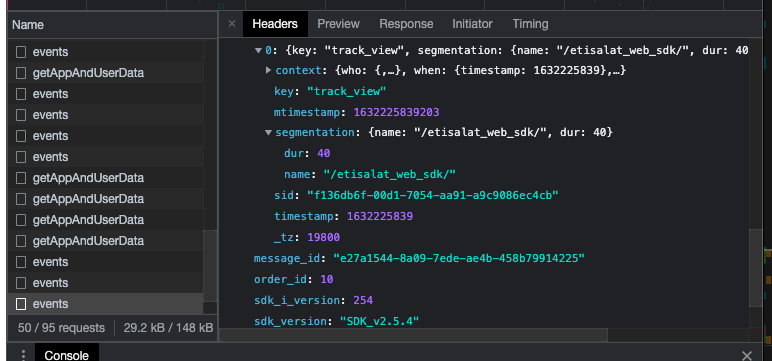 Name
events
getAppAndUserData
events
events
events
events
getAppAndUserData
getAppAndUserData
getAppAndUserData
getAppAndUserData
events
events
events
50 / 95 requests 29.2 kB / 148 kB
× Headers Preview Response Initiator Timing
▼ 0: {key: "track_view", segmentation: {name: "/etisalat_web_sdk/", dur: 40
▶ context: {who: {,…}, when: {timestamp: 1632225839},…}
key: "track_view"
mtimestamp: 1632225839203
▼ segmentation: {name: "/etisalat_web_sdk/", dur: 40}
dur: 40
name: "/etisalat_web_sdk/"
sid: "f136db6f-00d1-7054-aa91-a9c9086ec4cb"
timestamp: 1632225839
_tz: 19800
message_id: "e27a1544-8a09-7ede-ae4b-458b79914225"
order_id: 10
sdk_i_version: 254
sdk_version: "SDK_v2.5.4"
Console ×